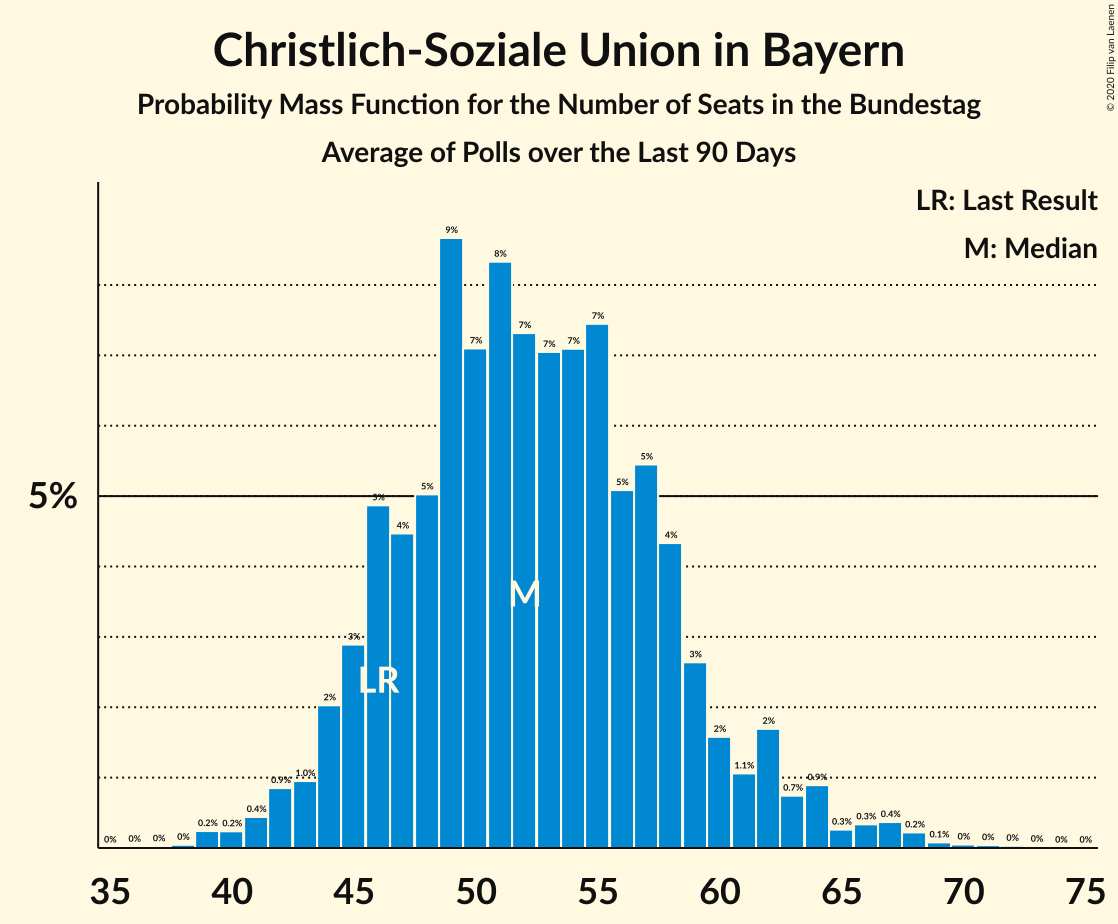 Christlich-Soziale Union in Bayern
Probability Mass Function for the Number of Seats in the Bundestag
Average of Polls over the Last 90 Days
© 2020 Filip van Laenen
LR: Last Result
M: Median
5%
0% 0% 0% 0% 0.2% 0.2% 0.4% 0.9% 1.0% 2% 3% 5% 4% 5% 9% 7% 8% 7% 7% 7% 7% 5% 5% 4% 3% 2% 1.1% 2% 0.7% 0.9% 0.3% 0.3% 0.4% 0.2% 0.1% 0% 0% 0% 0% 0% 0%
M
LR
35 40 45 50 55 60 65 70 75